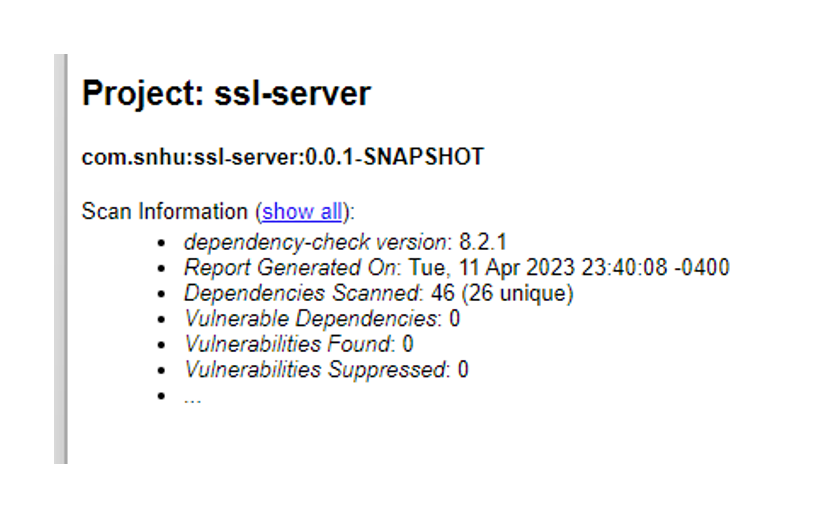 Project: ssl-server
com.snhu:ssl-server:0.0.1-SNAPSHOT
Scan Information (show all):
• dependency-check version: 8.2.1
• Report Generated On: Tue, 11 Apr 2023 23:40:08 -0400
• Dependencies Scanned: 46 (26 unique)
• Vulnerable Dependencies: 0
• Vulnerabilities Found: 0
• Vulnerabilities Suppressed: 0
• ...